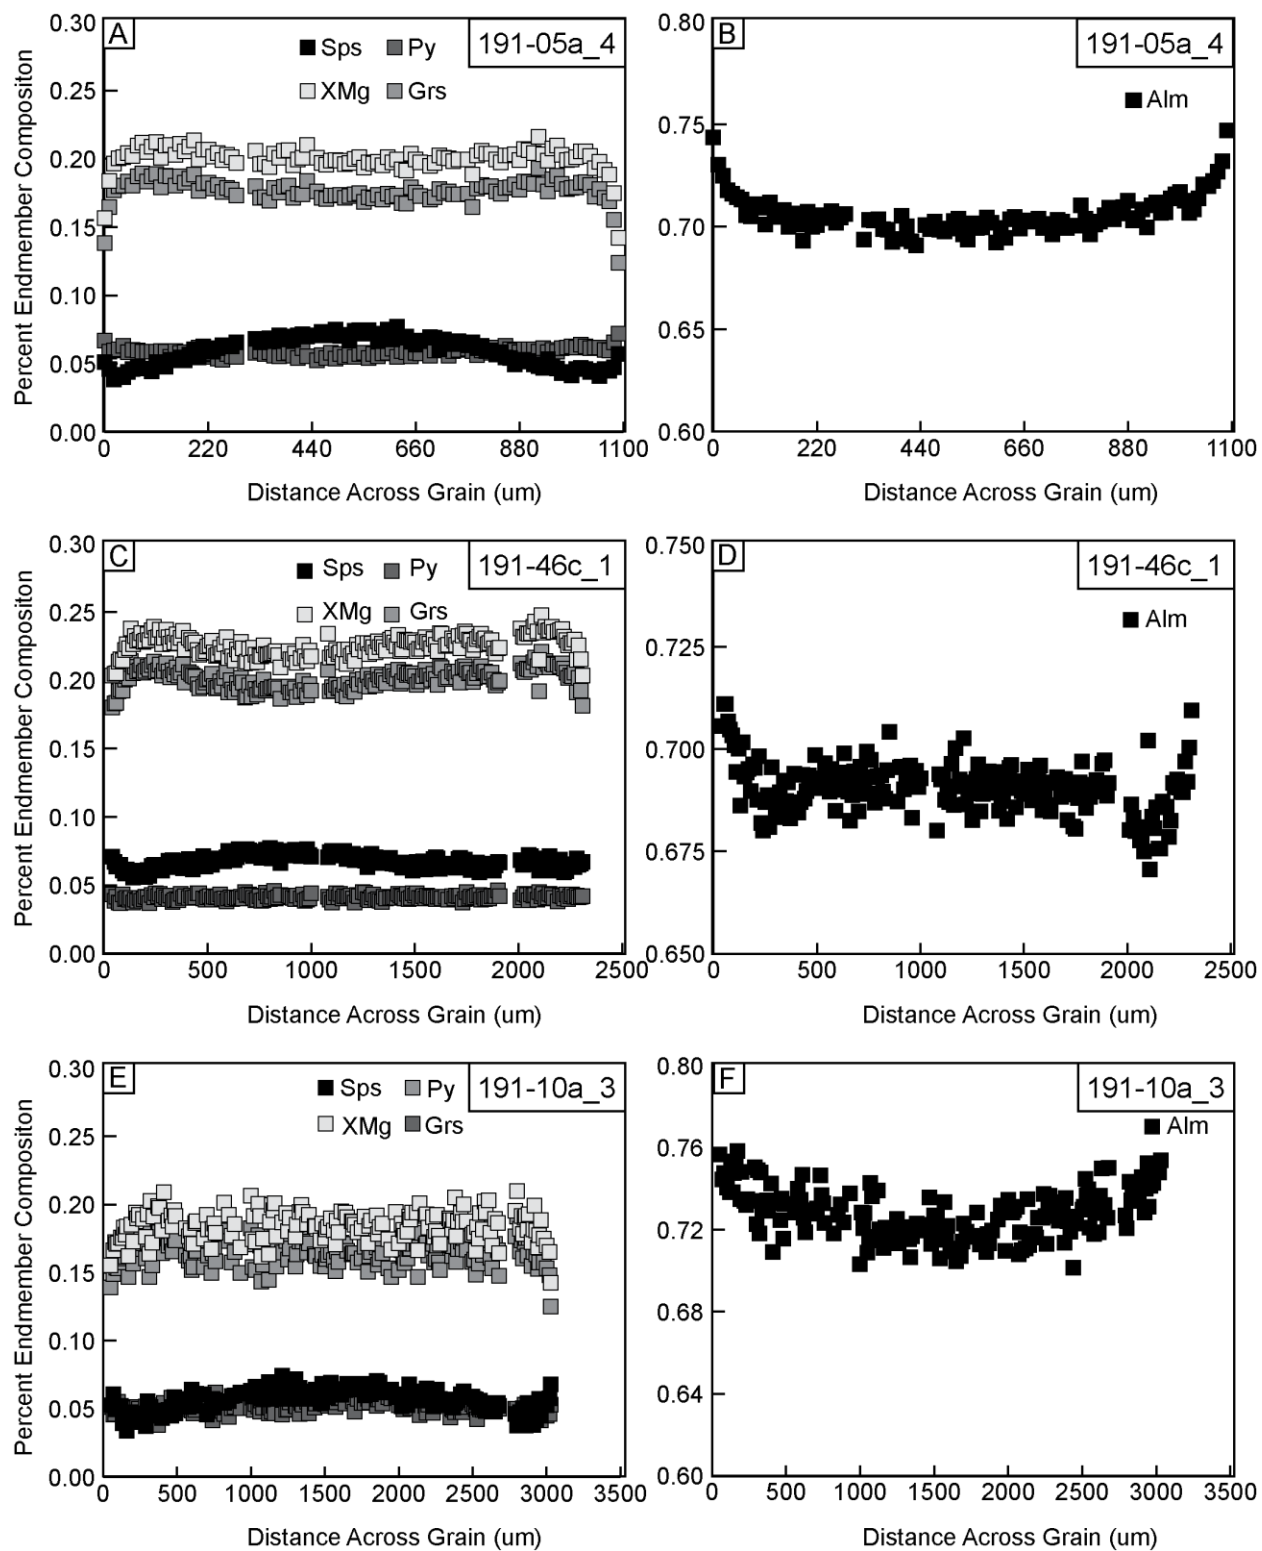 A
191-05a_4
Sps Py
XMg Grs
Percent Endmember Compositon
0.30
0.25
0.20
0.15
0.10
0.05
0.00
0 220 440 660 880 1100
Distance Across Grain (um)
B
191-05a_4
Alm
0.80
0.75
0.70
0.65
0.60
0 220 440 660 880 1100
Distance Across Grain (um)
C
191-46c_1
Sps Py
XMg Grs
Percent Endmember Compositon
0.30
0.25
0.20
0.15
0.10
0.05
0.00
0 500 1000 1500 2000 2500
Distance Across Grain (um)
D
191-46c_1
Alm
0.750
0.725
0.700
0.675
0.650
0 500 1000 1500 2000 2500
Distance Across Grain (um)
E
191-10a_3
Sps Py
XMg Grs
Percent Endmember Compositon
0.30
0.25
0.20
0.15
0.10
0.05
0.00
0 500 1000 1500 2000 2500 3000 3500
Distance Across Grain (um)
F
191-10a_3
Alm
0.80
0.76
0.72
0.68
0.64
0.60
0 500 1000 1500 2000 2500 3000 3500
Distance Across Grain (um)